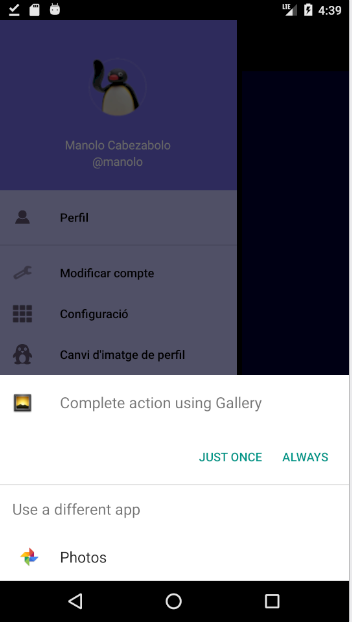 LTE 4:39
Manolo Cabezabolo
@manolo
Perfil
Modificar compte
Configuració
Canvi d'imatge de perfil
Complete action using Gallery
JUST ONCE ALWAYS
Use a different app
Photos